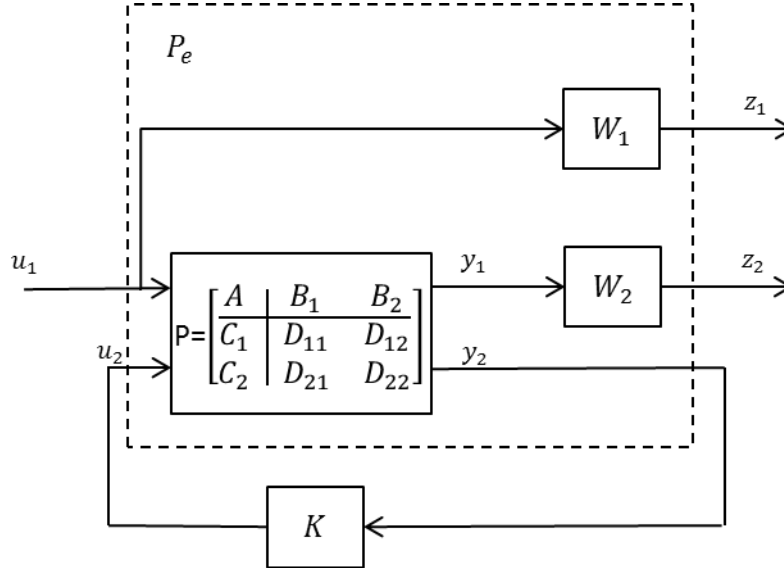 P_e
W_1
z_1
u_1
y_1
W_2
z_2
A B_1 B_2
P= C_1 D_11 D_12
u_2
y_2
C_2 D_21 D_22
K